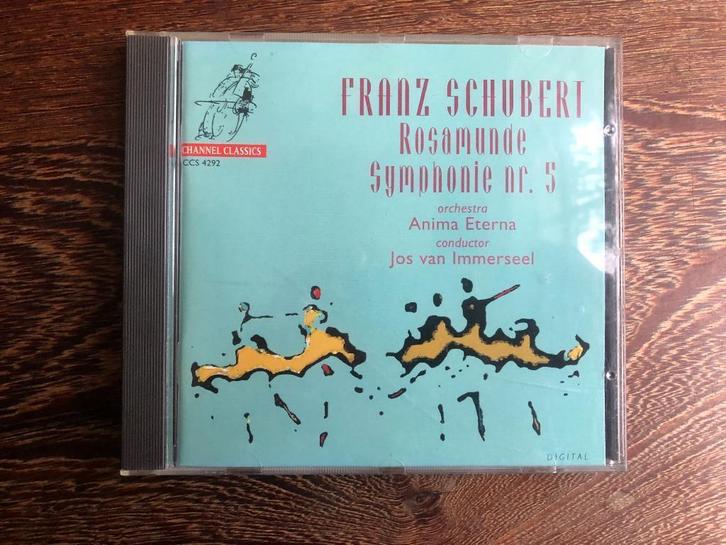 CHANNEL CLASSICS
CCS 4292
FRANZ SCHUBERT
Rosamunde
Symphonie nr. 5
orchestra
Anima Eterna
conductor
Jos van Immerseel
DIGITAL